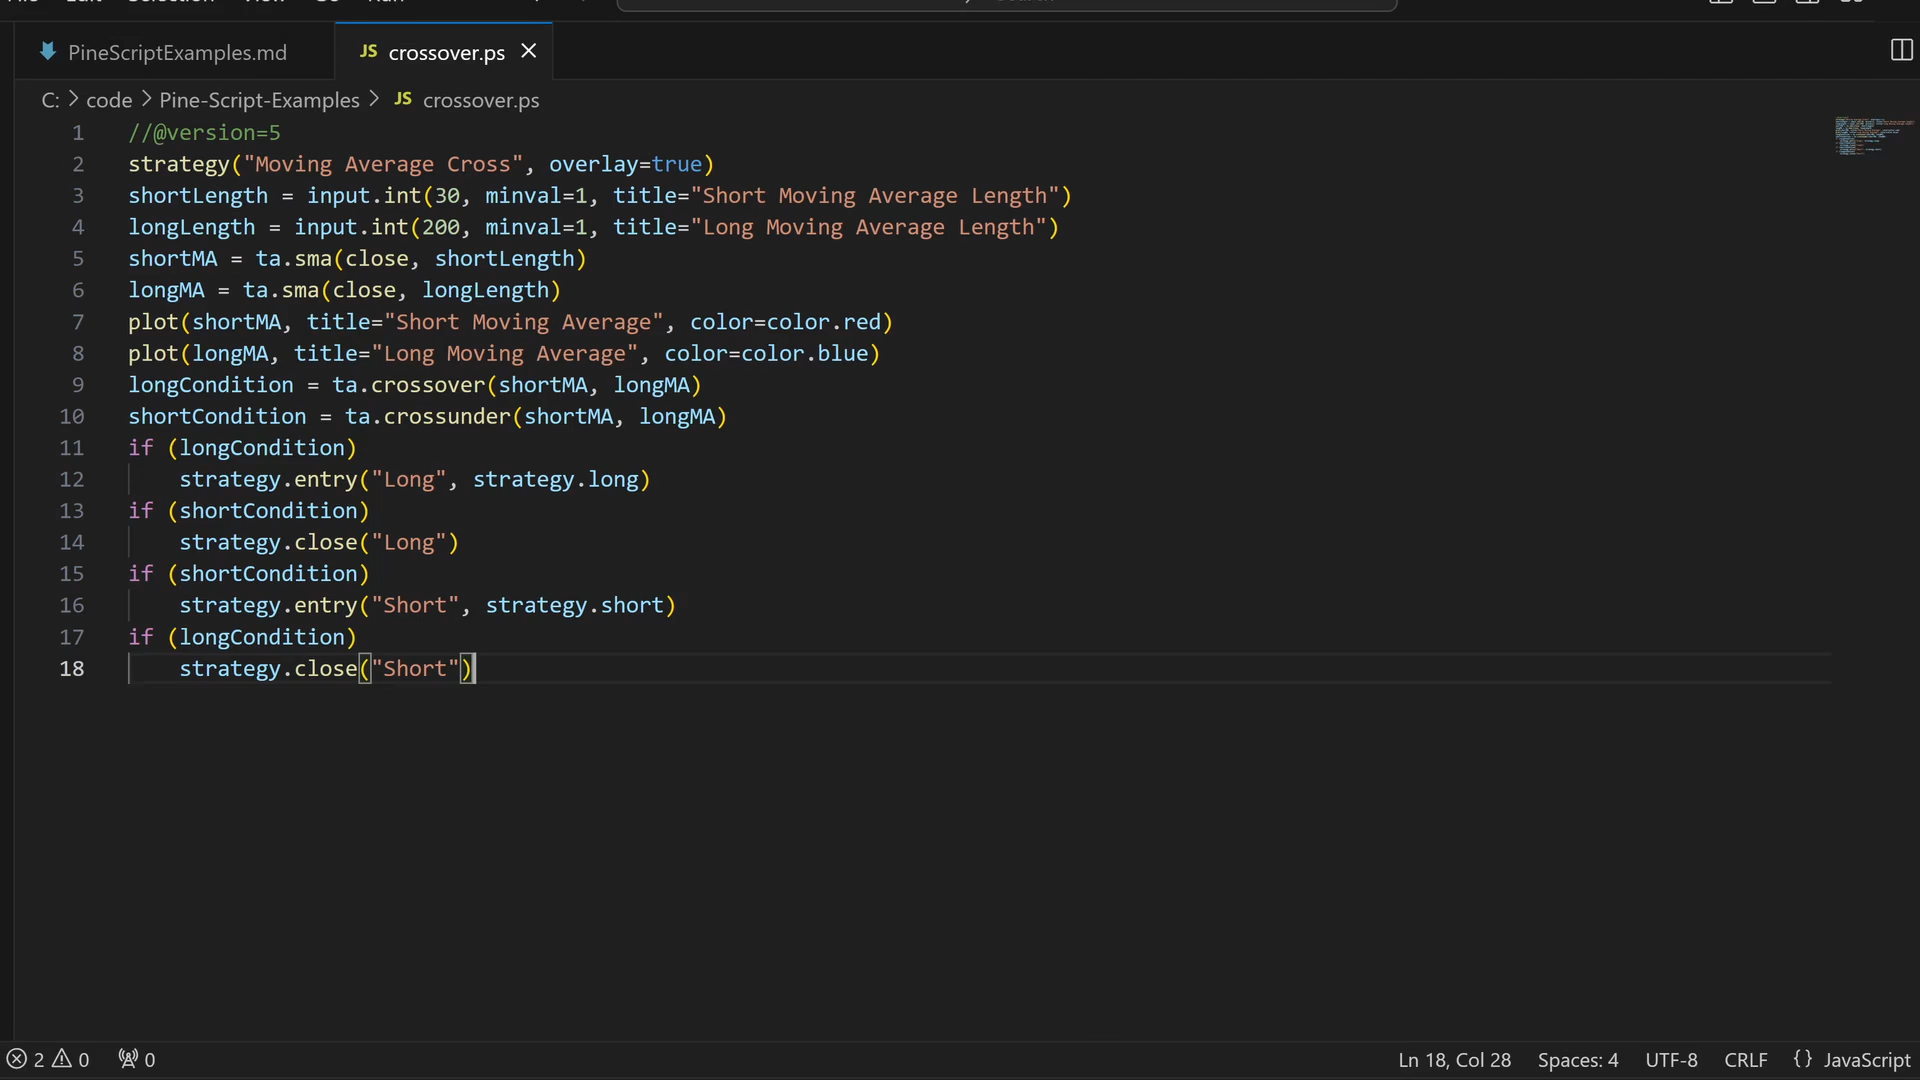 Selection View Go Run
PineScriptExamples.md
JS crossover.ps
C: > code > Pine-Script-Examples > JS crossover.ps
1 //@version=5
2 strategy("Moving Average Cross", overlay=true)
3 shortLength = input.int(30, minval=1, title="Short Moving Average Length")
4 longLength = input.int(200, minval=1, title="Long Moving Average Length")
5 shortMA = ta.sma(close, shortLength)
6 longMA = ta.sma(close, longLength)
7 plot(shortMA, title="Short Moving Average", color=color.red)
8 plot(longMA, title="Long Moving Average", color=color.blue)
9 longCondition = ta.crossover(shortMA, longMA)
10 shortCondition = ta.crossunder(shortMA, longMA)
11 if (longCondition)
12     strategy.entry("Long", strategy.long)
13 if (shortCondition)
14     strategy.close("Long")
15 if (shortCondition)
16     strategy.entry("Short", strategy.short)
17 if (longCondition)
18     strategy.close("Short")
2 0 0 Ln 18, Col 28 Spaces: 4 UTF-8 CRLF {} JavaScript